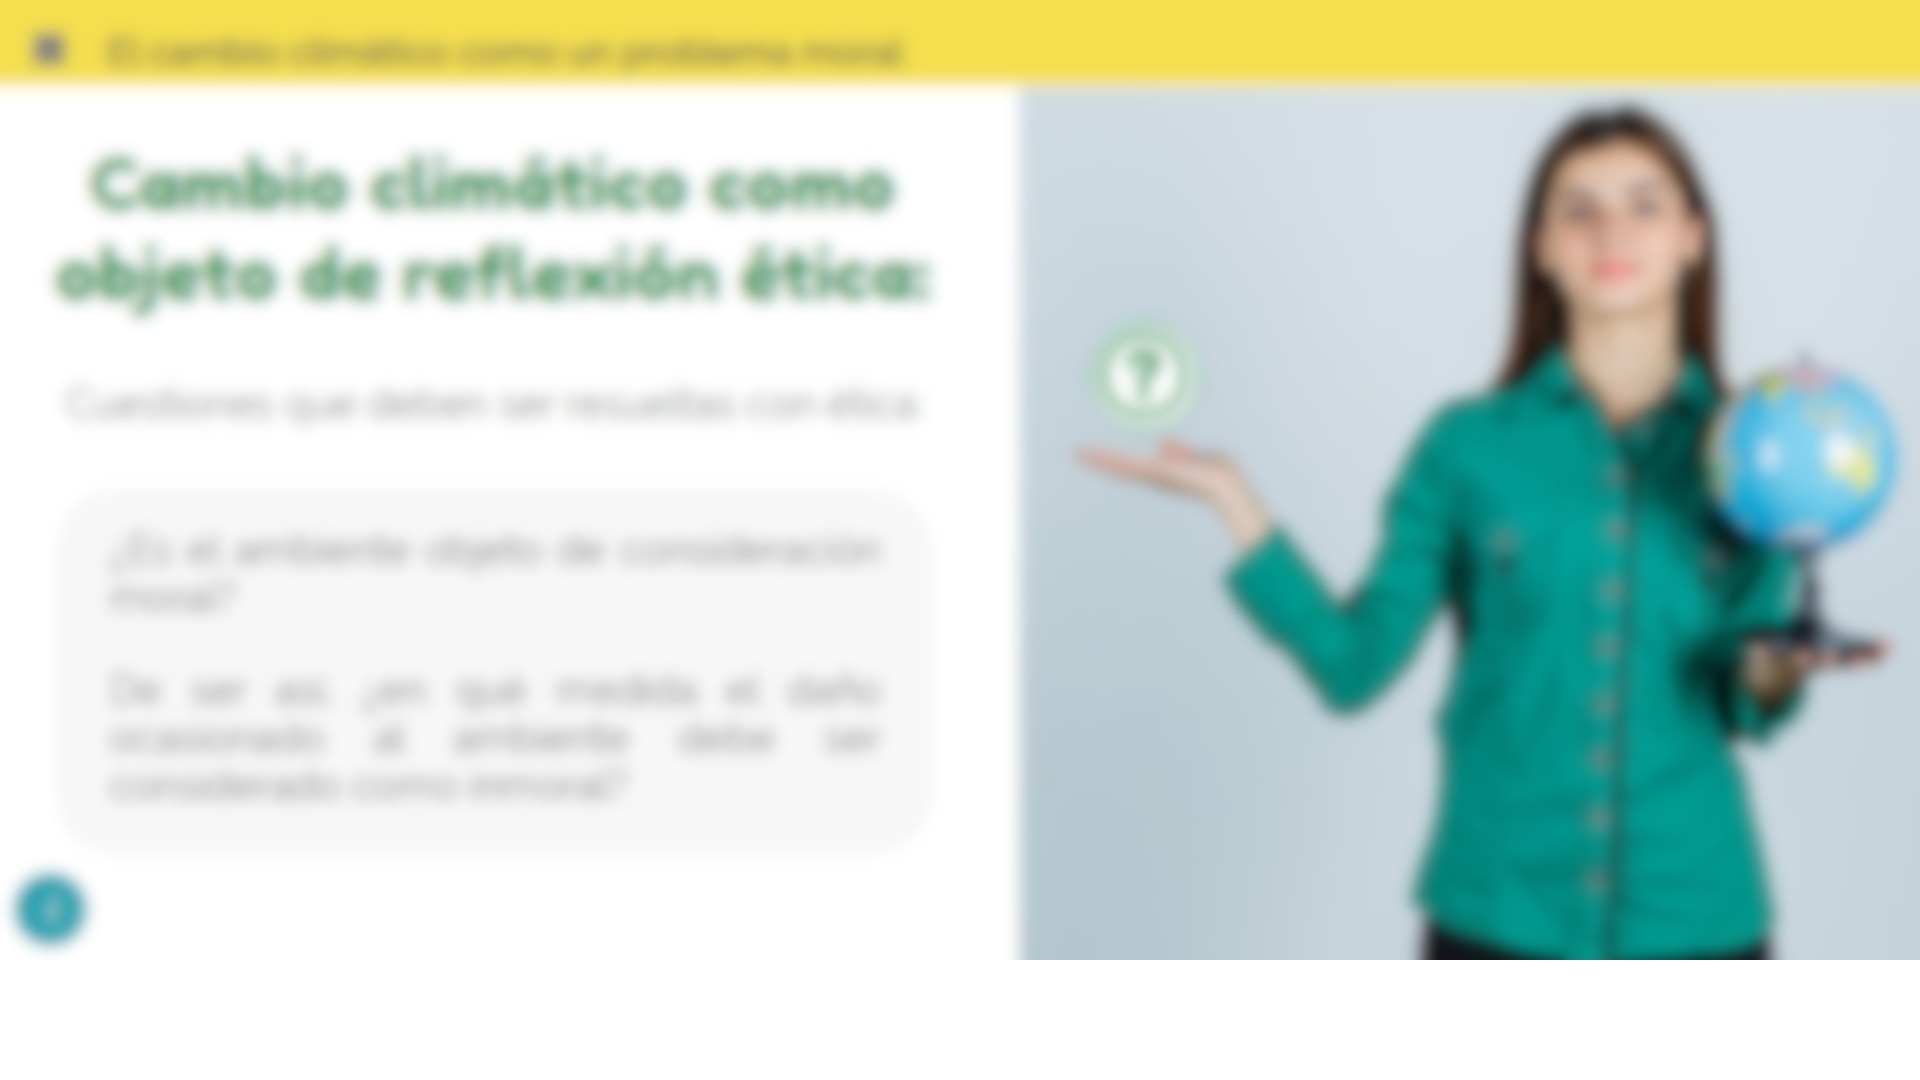 El cambio climático como un problema moral
Cambio climático como
objeto de reflexión ética:
Cuestiones que deben ser resueltas con ética
¿Es el ambiente objeto de consideración
moral?
De ser así, ¿en qué medida el daño
ocasionado al ambiente debe ser
considerado como inmoral?
?